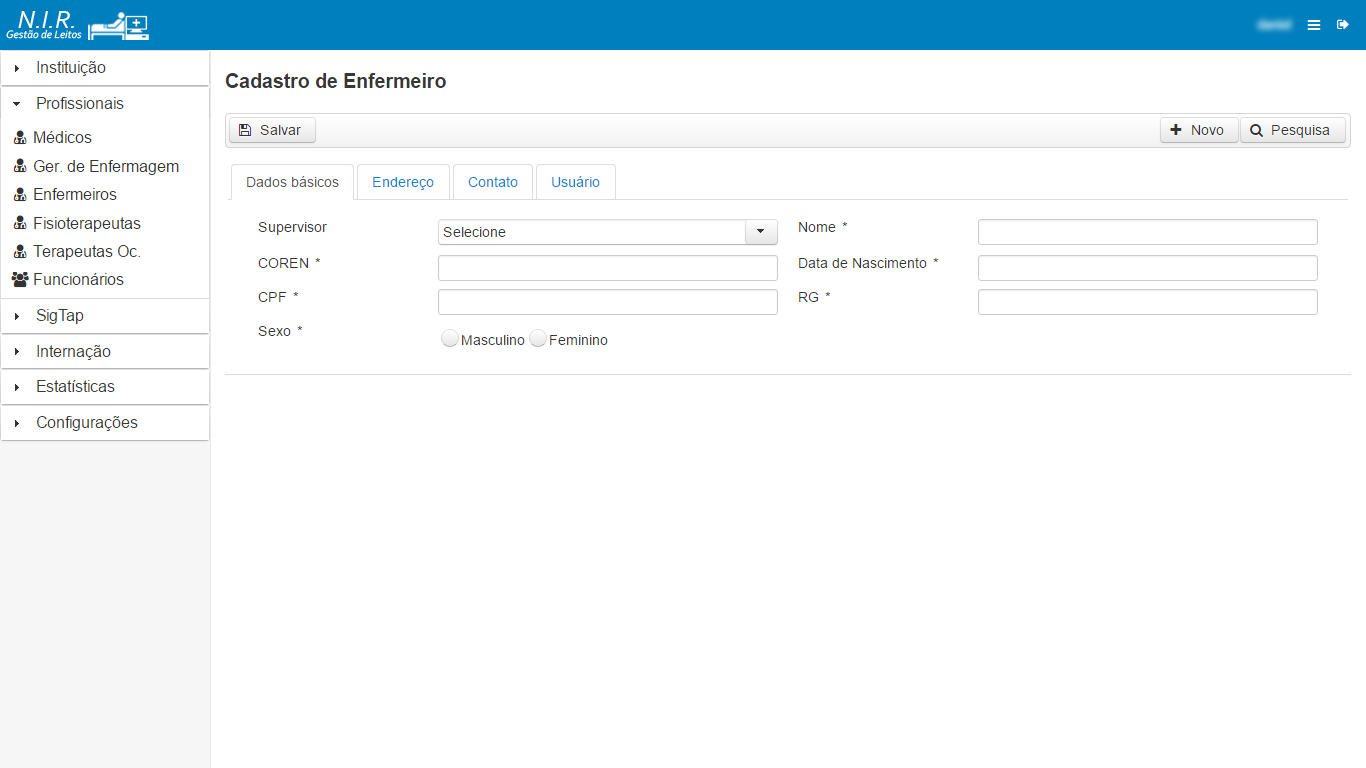 N.I.R.
Gestão de Leitos
Instituição
Profissionais
Médicos
Ger. de Enfermagem
Enfermeiros
Fisioterapeutas
Terapeutas Oc.
Funcionários
SigTap
Internação
Estatísticas
Configurações
Cadastro de Enfermeiro
Salvar
Novo
Pesquisa
Dados básicos
Endereço
Contato
Usuário
Supervisor
Selecione
Nome *
COREN *
Data de Nascimento *
CPF *
RG *
Sexo *
Masculino
Feminino